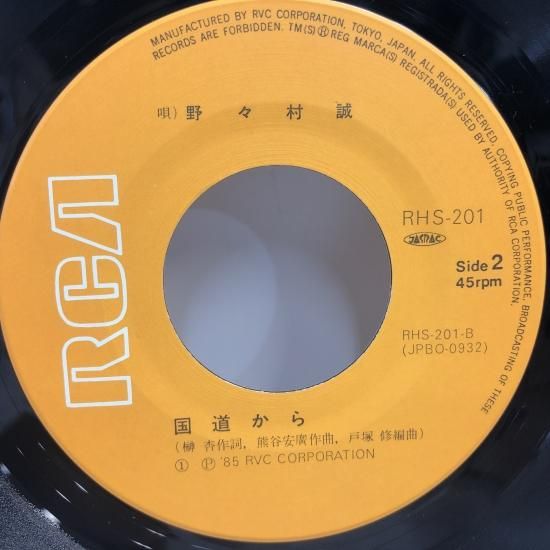 MANUFACTURED BY RVC CORPORATION, TOKYO, JAPAN. ALL RIGHTS RESERVED. COPYING PUBLIC PERFORMANCE, BROADCASTING OF THESE
RECORDS ARE FORBIDDEN. TM(S) Ⓡ REG MARCA(S) REGISTRADA(S) USED BY AUTHORITY OF RCA CORPORATION.
唄) 野々村誠
RCA
RHS-201
JASRAC
Side 2
45rpm
RHS-201-B
(JPBO-0932)
国道から
(榊 杏作詞, 熊谷安廣作曲, 戸塚 修編曲)
① Ⓟ '85 RVC CORPORATION